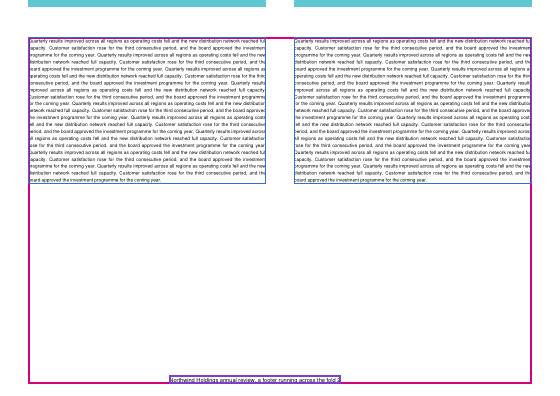 Quarterly results improved across all regions as operating costs fell and the new distribution network reached ful
capacity. Customer satisfaction rose for the third consecutive period, and the board approved the investmen
programme for the coming year. Quarterly results improved across all regions as operating costs fell and the new
distribution network reached full capacity. Customer satisfaction rose for the third consecutive period, and the
board approved the investment programme for the coming year. Quarterly results improved across all regions as
operating costs fell and the new distribution network reached full capacity. Customer satisfaction rose for the third
consecutive period, and the board approved the investment programme for the coming year. Quarterly results
improved across all regions as operating costs fell and the new distribution network reached full capacity
Customer satisfaction rose for the third consecutive period, and the board approved the investment programme
for the coming year. Quarterly results improved across all regions as operating costs fell and the new distribution
network reached full capacity. Customer satisfaction rose for the third consecutive period, and the board approved
the investment programme for the coming year. Quarterly results improved across all regions as operating costs
fell and the new distribution network reached full capacity. Customer satisfaction rose for the third consecutive
period, and the board approved the investment programme for the coming year. Quarterly results improved across
all regions as operating costs fell and the new distribution network reached full capacity. Customer satisfaction
rose for the third consecutive period, and the board approved the investment programme for the coming year
Quarterly results improved across all regions as operating costs fell and the new distribution network reached full
capacity. Customer satisfaction rose for the third consecutive period, and the board approved the investment
programme for the coming year. Quarterly results improved across all regions as operating costs fell and the new
distribution network reached full capacity. Customer satisfaction rose for the third consecutive period, and the
board approved the investment programme for the coming year.
Quarterly results improved across all regions as operating costs fell and the new distribution network reached ful
capacity. Customer satisfaction rose for the third consecutive period, and the board approved the investmen
programme for the coming year. Quarterly results improved across all regions as operating costs fell and the new
distribution network reached full capacity. Customer satisfaction rose for the third consecutive period, and the
board approved the investment programme for the coming year. Quarterly results improved across all regions as
operating costs fell and the new distribution network reached full capacity. Customer satisfaction rose for the third
consecutive period, and the board approved the investment programme for the coming year. Quarterly results
improved across all regions as operating costs fell and the new distribution network reached full capacity
Customer satisfaction rose for the third consecutive period, and the board approved the investment programme
for the coming year. Quarterly results improved across all regions as operating costs fell and the new distribution
network reached full capacity. Customer satisfaction rose for the third consecutive period, and the board approved
the investment programme for the coming year. Quarterly results improved across all regions as operating costs
fell and the new distribution network reached full capacity. Customer satisfaction rose for the third consecutive
period, and the board approved the investment programme for the coming year. Quarterly results improved across
all regions as operating costs fell and the new distribution network reached full capacity. Customer satisfaction
rose for the third consecutive period, and the board approved the investment programme for the coming year
Quarterly results improved across all regions as operating costs fell and the new distribution network reached full
capacity. Customer satisfaction rose for the third consecutive period, and the board approved the investment
programme for the coming year. Quarterly results improved across all regions as operating costs fell and the new
distribution network reached full capacity. Customer satisfaction rose for the third consecutive period, and the
board approved the investment programme for the coming year.
Northwind Holdings annual review, a footer running across the fold